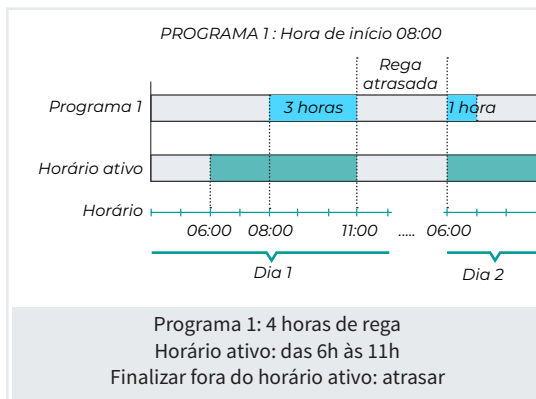 PROGRAMA 1 : Hora de início 08:00
Rega
atrasada
Programa 1
3 horas
1 hora
Horário ativo
Horário
06:00 08:00 11:00 ..... 06:00
Dia 1
Dia 2
Programa 1: 4 horas de rega
Horário ativo: das 6h às 11h
Finalizar fora do horário ativo: atrasar